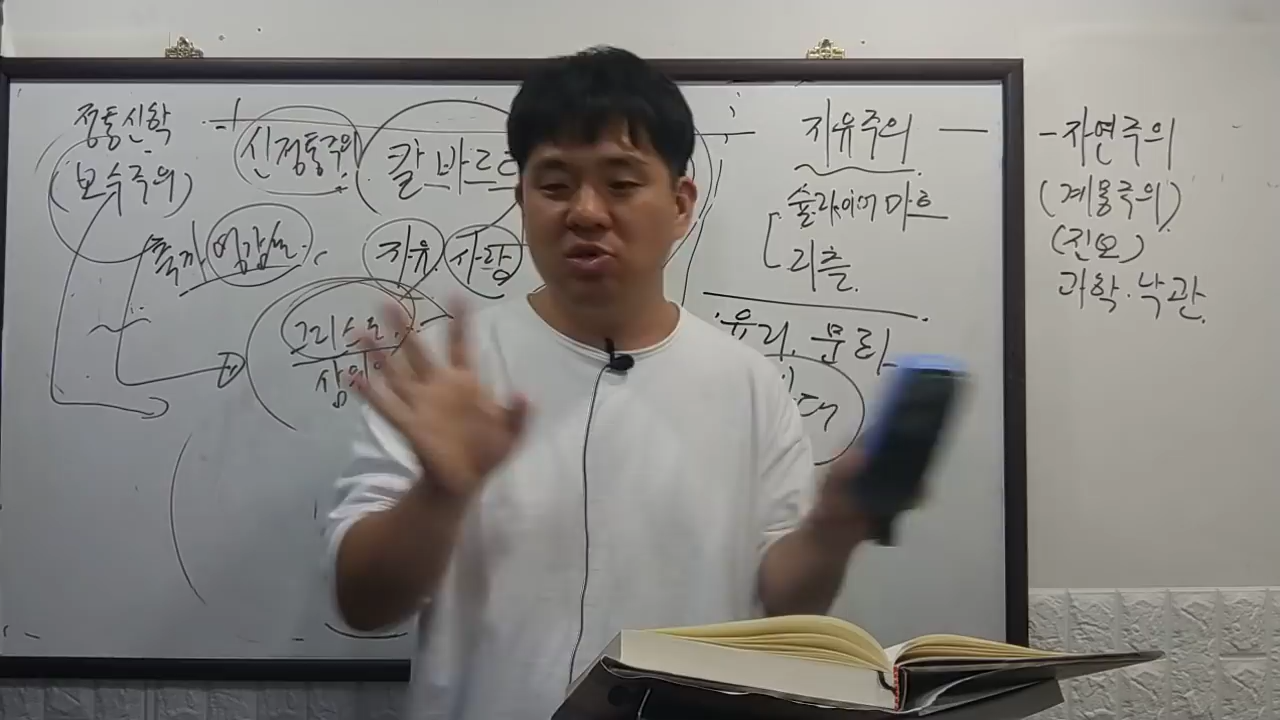 정통신학
(보수주의)
신정통주의
칼 바르트
자유주의
슐라이어마흐
리츨
축자영감설
자유
사랑
그리스도
윤리, 문화
자연주의
(계몽주의)
(진보)
과학·낙관